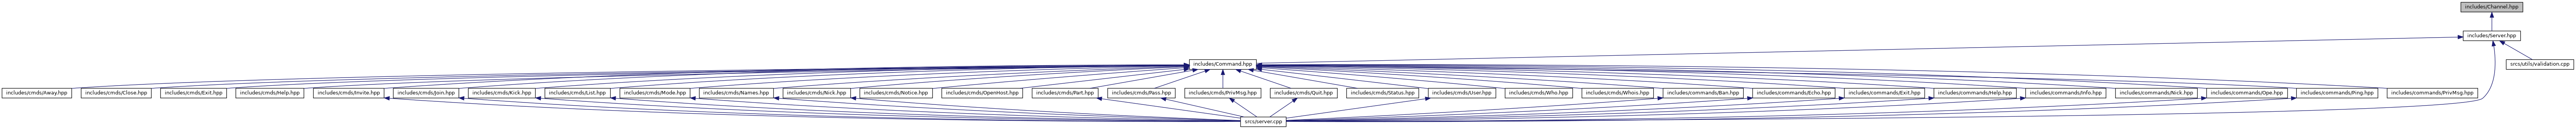 includes/Channel.hpp
includes/Server.hpp
includes/Command.hpp
srcs/utils/validation.cpp
includes/cmds/Away.hpp
includes/cmds/Close.hpp
includes/cmds/Exit.hpp
includes/cmds/Help.hpp
includes/cmds/Invite.hpp
includes/cmds/Join.hpp
includes/cmds/Kick.hpp
includes/cmds/List.hpp
includes/cmds/Mode.hpp
includes/cmds/Names.hpp
includes/cmds/Nick.hpp
includes/cmds/Notice.hpp
includes/cmds/OpenHost.hpp
includes/cmds/Part.hpp
includes/cmds/Pass.hpp
includes/cmds/PrivMsg.hpp
includes/cmds/Quit.hpp
includes/cmds/Status.hpp
includes/cmds/User.hpp
includes/cmds/Who.hpp
includes/cmds/Whois.hpp
includes/commands/Ban.hpp
includes/commands/Echo.hpp
includes/commands/Exit.hpp
includes/commands/Help.hpp
includes/commands/Info.hpp
includes/commands/Nick.hpp
includes/commands/Ope.hpp
includes/commands/Ping.hpp
includes/commands/PrivMsg.hpp
srcs/server.cpp